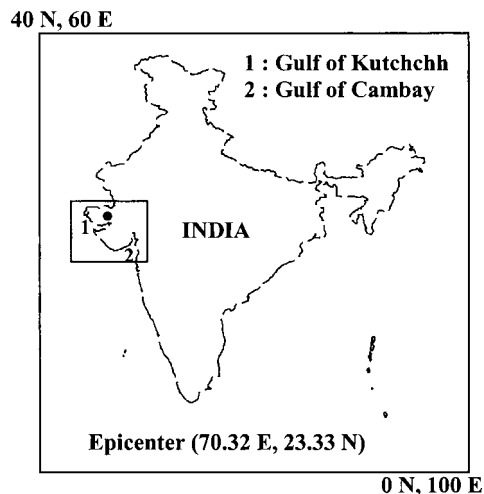 40 N, 60 E
1 : Gulf of Kutchchh
2 : Gulf of Cambay
1
INDIA
2
Epicenter (70.32 E, 23.33 N)
0 N, 100 E